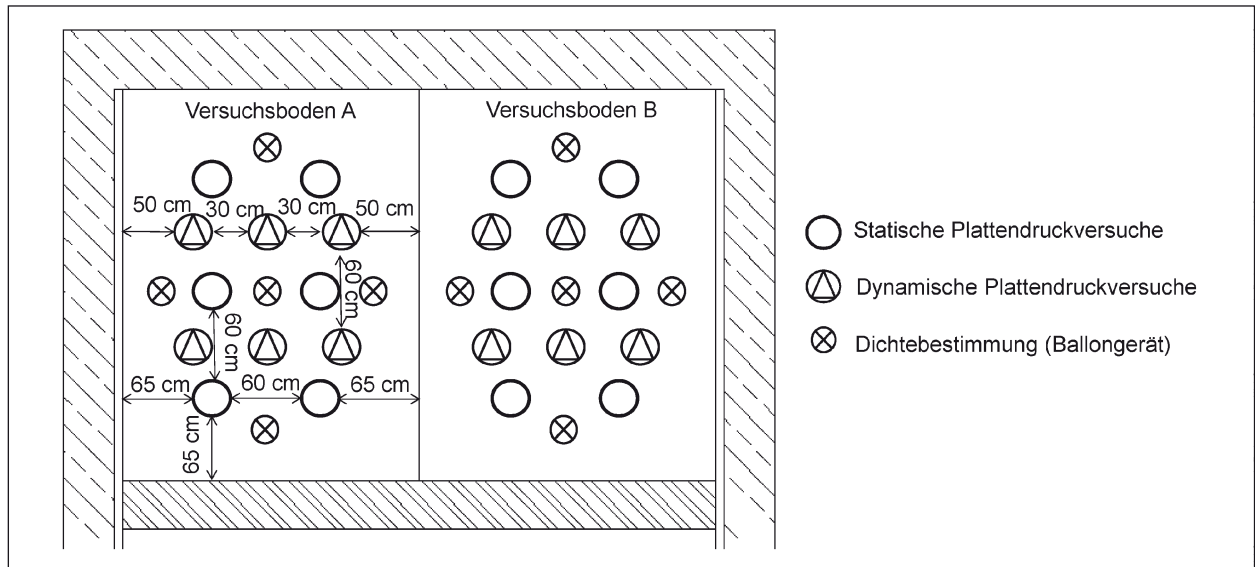 Versuchsboden A
Versuchsboden B
50 cm
30 cm
30 cm
50 cm
60 cm
60 cm
65 cm
60 cm
65 cm
65 cm
Statische Plattendruckversuche
Dynamische Plattendruckversuche
Dichtebestimmung (Ballongerät)